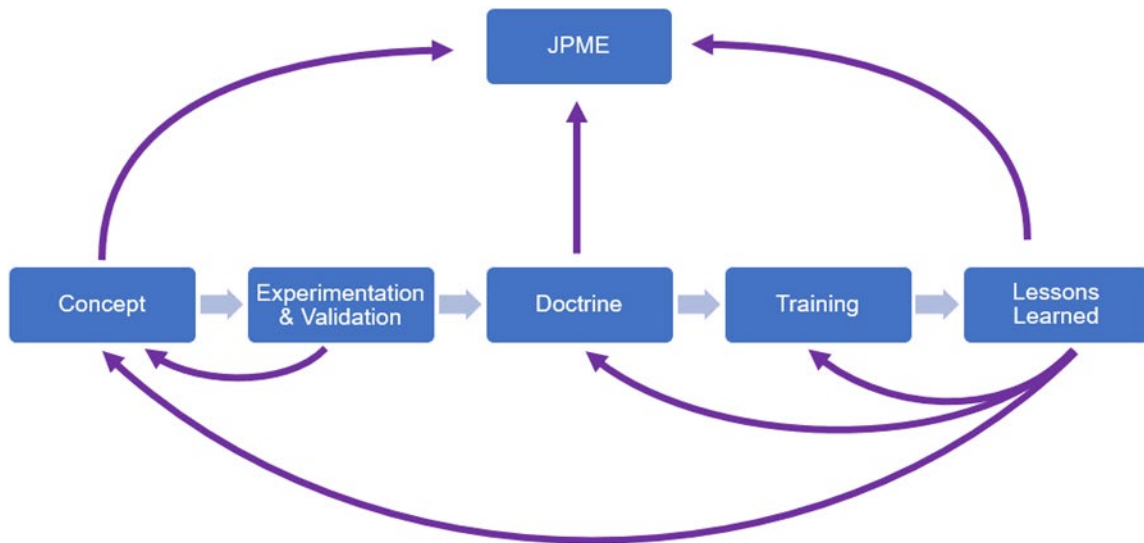 JPME
Concept
Experimentation
& Validation
Doctrine
Training
Lessons
Learned